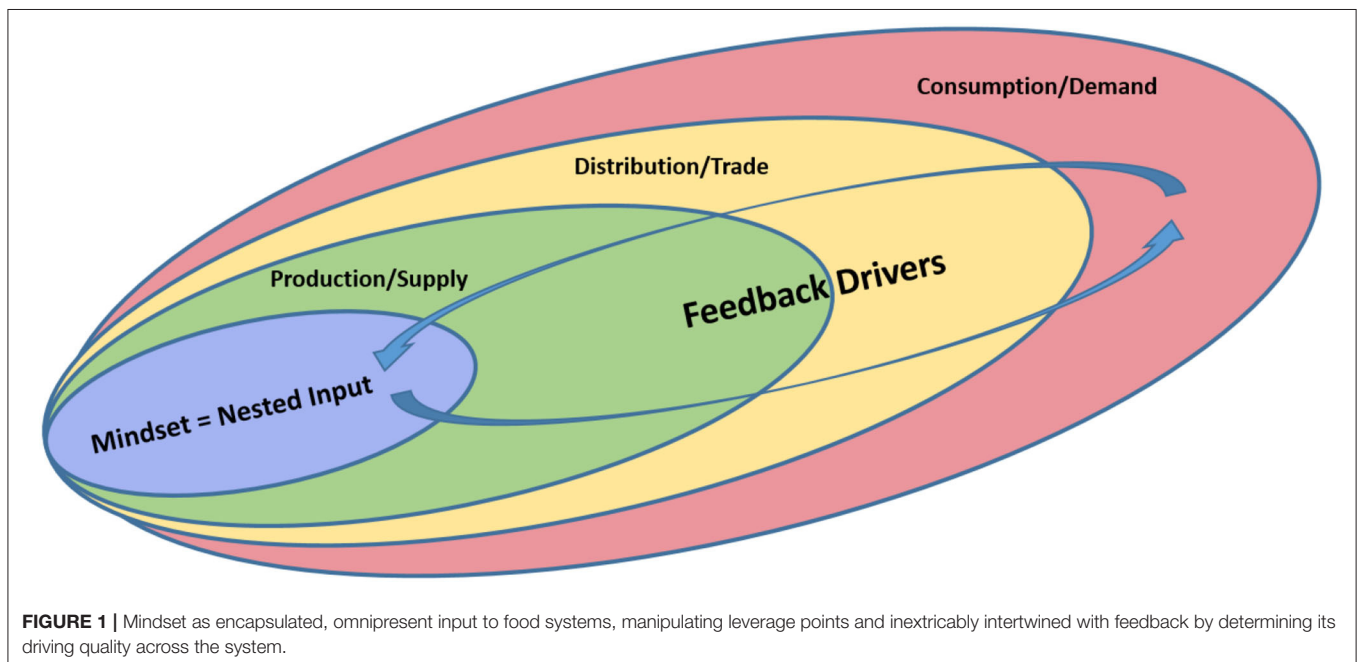 Consumption/Demand
Distribution/Trade
Production/Supply
Feedback Drivers
Mindset = Nested Input
FIGURE 1 | Mindset as encapsulated, omnipresent input to food systems, manipulating leverage points and inextricably intertwined with feedback by determining its
driving quality across the system.